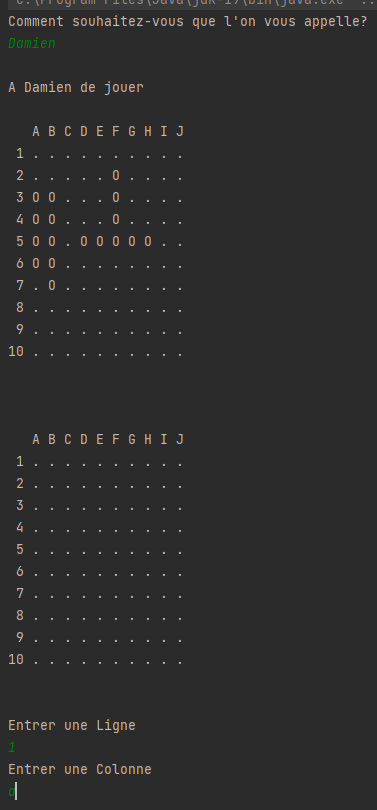 C:\Program Files\Java\jdk-17\bin\java.exe" ..
Comment souhaitez-vous que l'on vous appelle?
Damien
A Damien de jouer
A B C D E F G H I J
1 . . . . . . . . . .
2 . . . . . O . . . .
3 O O . . . O . . . .
4 O O . . . O . . . .
5 O O . O O O O O . .
6 O O . . . . . . . .
7 . O . . . . . . . .
8 . . . . . . . . . .
9 . . . . . . . . . .
10 . . . . . . . . . .
A B C D E F G H I J
1 . . . . . . . . . .
2 . . . . . . . . . .
3 . . . . . . . . . .
4 . . . . . . . . . .
5 . . . . . . . . . .
6 . . . . . . . . . .
7 . . . . . . . . . .
8 . . . . . . . . . .
9 . . . . . . . . . .
10 . . . . . . . . . .
Entrer une Ligne
1
Entrer une Colonne
a